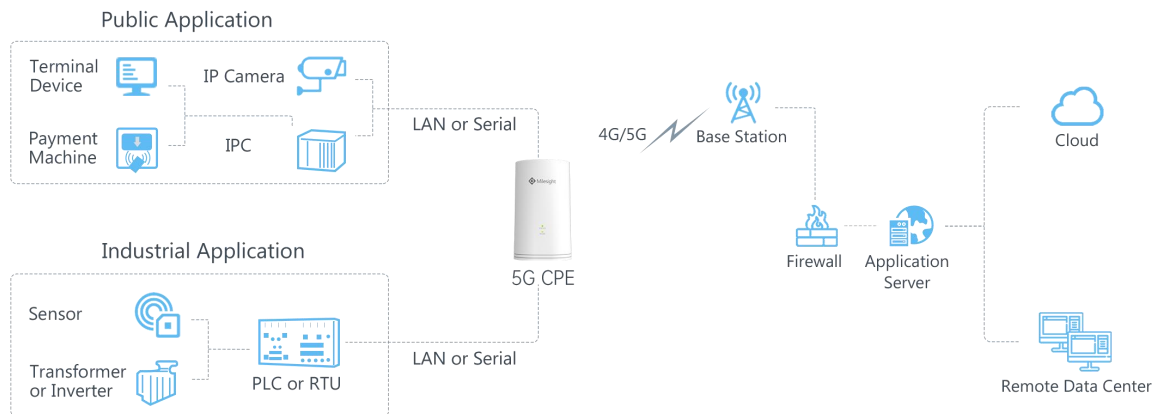 Public Application
Terminal
Device
IP Camera
Payment
Machine
IPC
LAN or Serial
4G/5G
Base Station
Cloud
Milesight
5G CPE
Firewall
Application
Server
Industrial Application
Sensor
Transformer
or Inverter
PLC or RTU
LAN or Serial
Remote Data Center